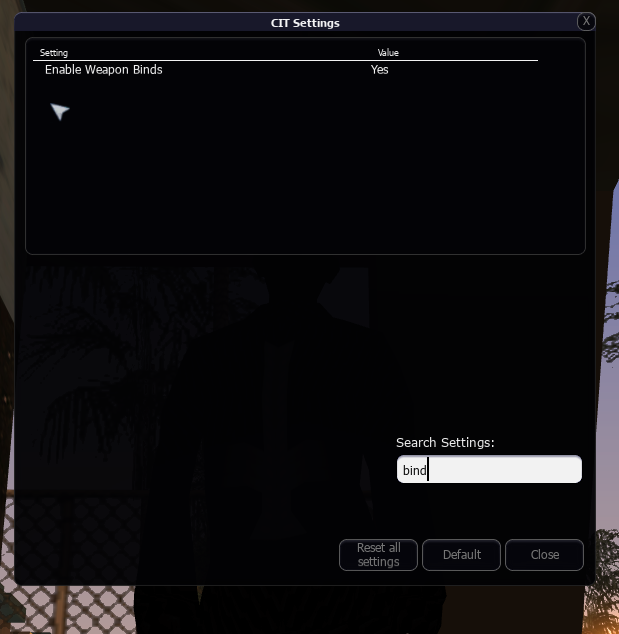 CIT Settings
X
Setting Value
Enable Weapon Binds Yes
Search Settings:
bind
Reset all
settings
Default
Close